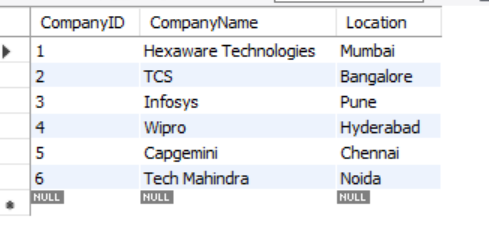 CompanyID CompanyName Location
1 Hexaware Technologies Mumbai
2 TCS Bangalore
3 Infosys Pune
4 Wipro Hyderabad
5 Capgemini Chennai
6 Tech Mahindra Noida
NULL NULL NULL